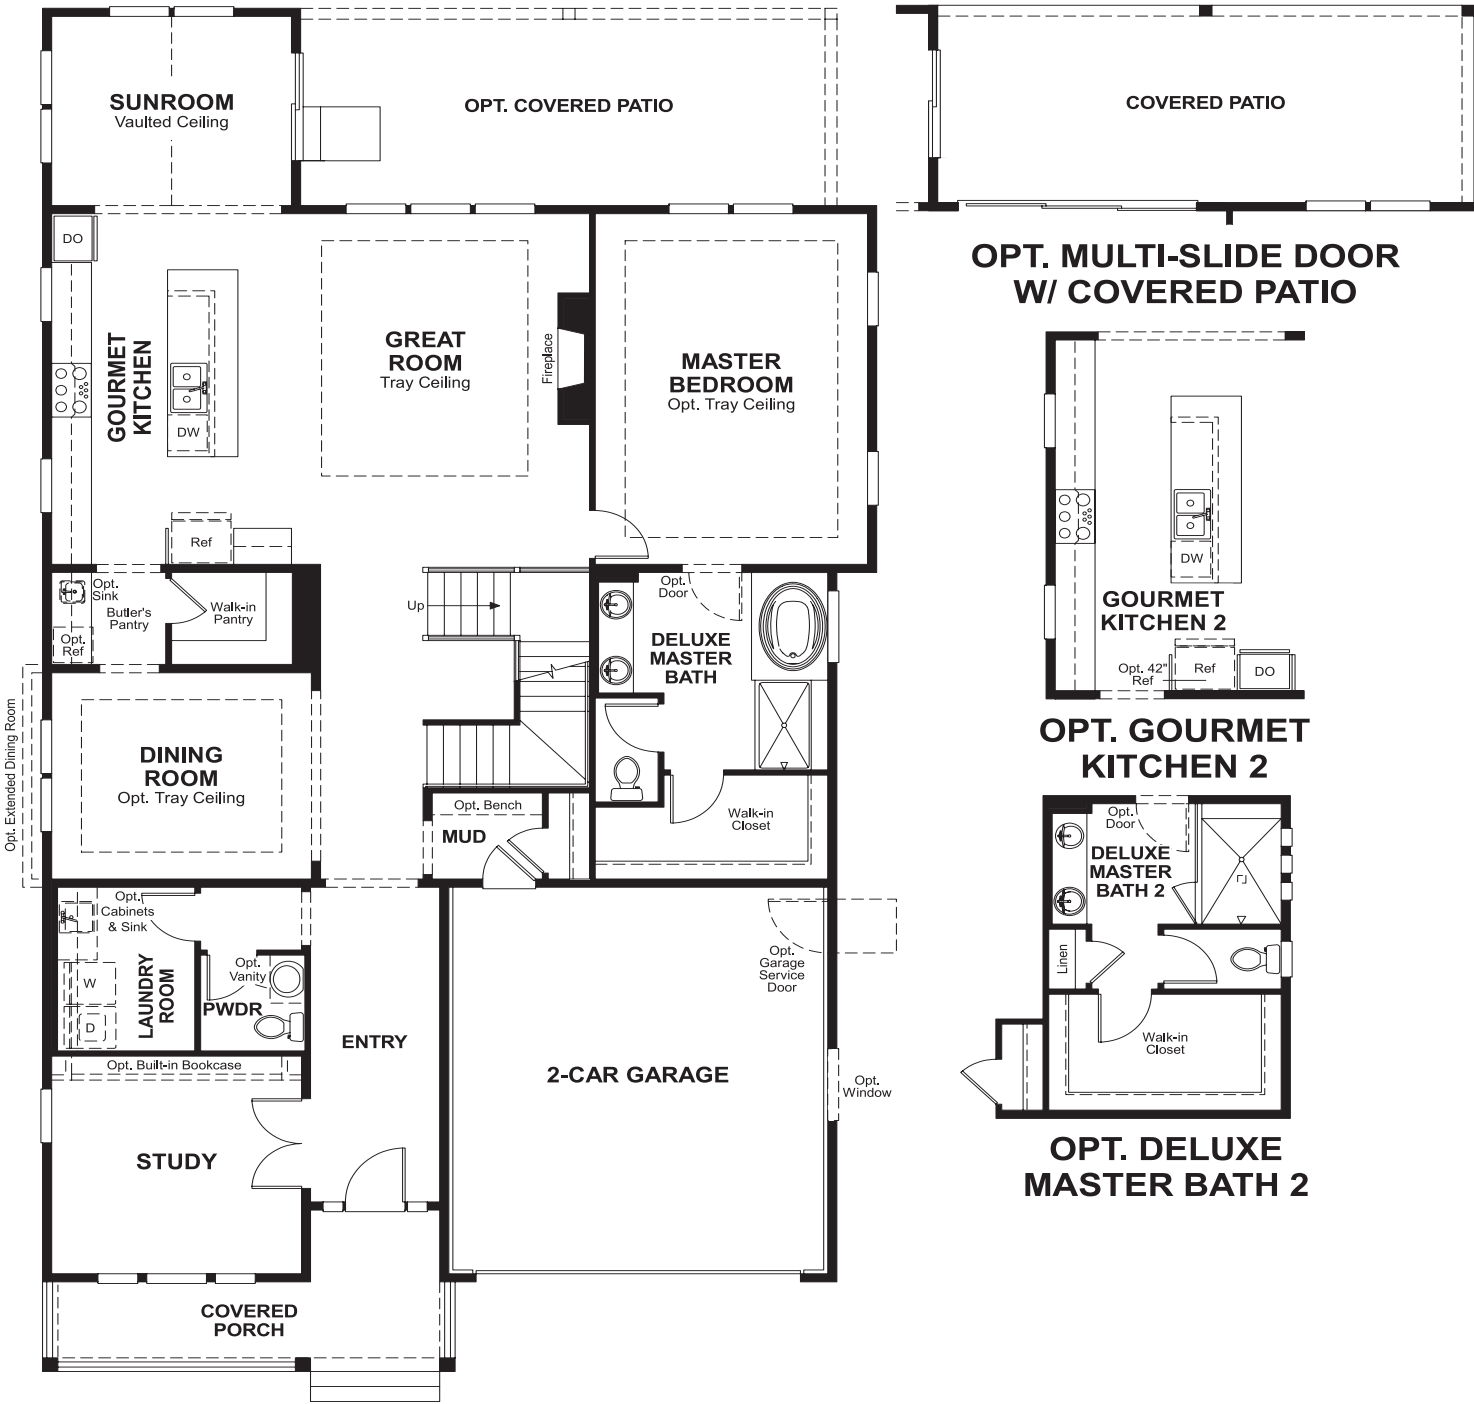 SUNROOM
Vaulted Ceiling
OPT. COVERED PATIO
DO
GOURMET
KITCHEN
DW
Ref
GREAT
ROOM
Tray Ceiling
Fireplace
MASTER
BEDROOM
Opt. Tray Ceiling
Opt.
Sink
Butler's
Pantry
Opt.
Ref
Walk-in
Pantry
Up
Opt.
Door
DELUXE
MASTER
BATH
Opt. Extended Dining Room
DINING
ROOM
Opt. Tray Ceiling
Opt. Bench
MUD
Walk-in
Closet
Opt.
Cabinets
& Sink
W
D
LAUNDRY
ROOM
Opt.
Vanity
PWDR
ENTRY
Opt.
Garage
Service
Door
2-CAR GARAGE
Opt.
Window
Opt. Built-in Bookcase
STUDY
COVERED
PORCH
COVERED PATIO
OPT. MULTI-SLIDE DOOR
W/ COVERED PATIO
DW
GOURMET
KITCHEN 2
Opt. 42"
Ref
Ref
DO
OPT. GOURMET
KITCHEN 2
Opt.
Door
DELUXE
MASTER
BATH 2
Linen
Walk-in
Closet
OPT. DELUXE
MASTER BATH 2